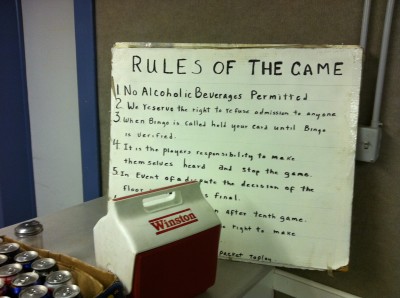 RULES OF THE GAME
1. No Alcoholic Beverages Permitted
2. We reserve the right to refuse admission to anyone
3. When Bingo is called hold your card until Bingo
is verified.
4. It is the players responsibility to make
themselves heard and stop the game.
5. In Event of a dispute the decision of the
floor final.
after tenth game.
right to make
Winston